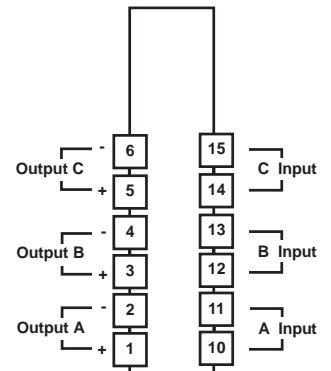 - 6 15
Output C C Input
+ 5 14
- 4 13
Output B B Input
+ 3 12
- 2 11
Output A A Input
+ 1 10